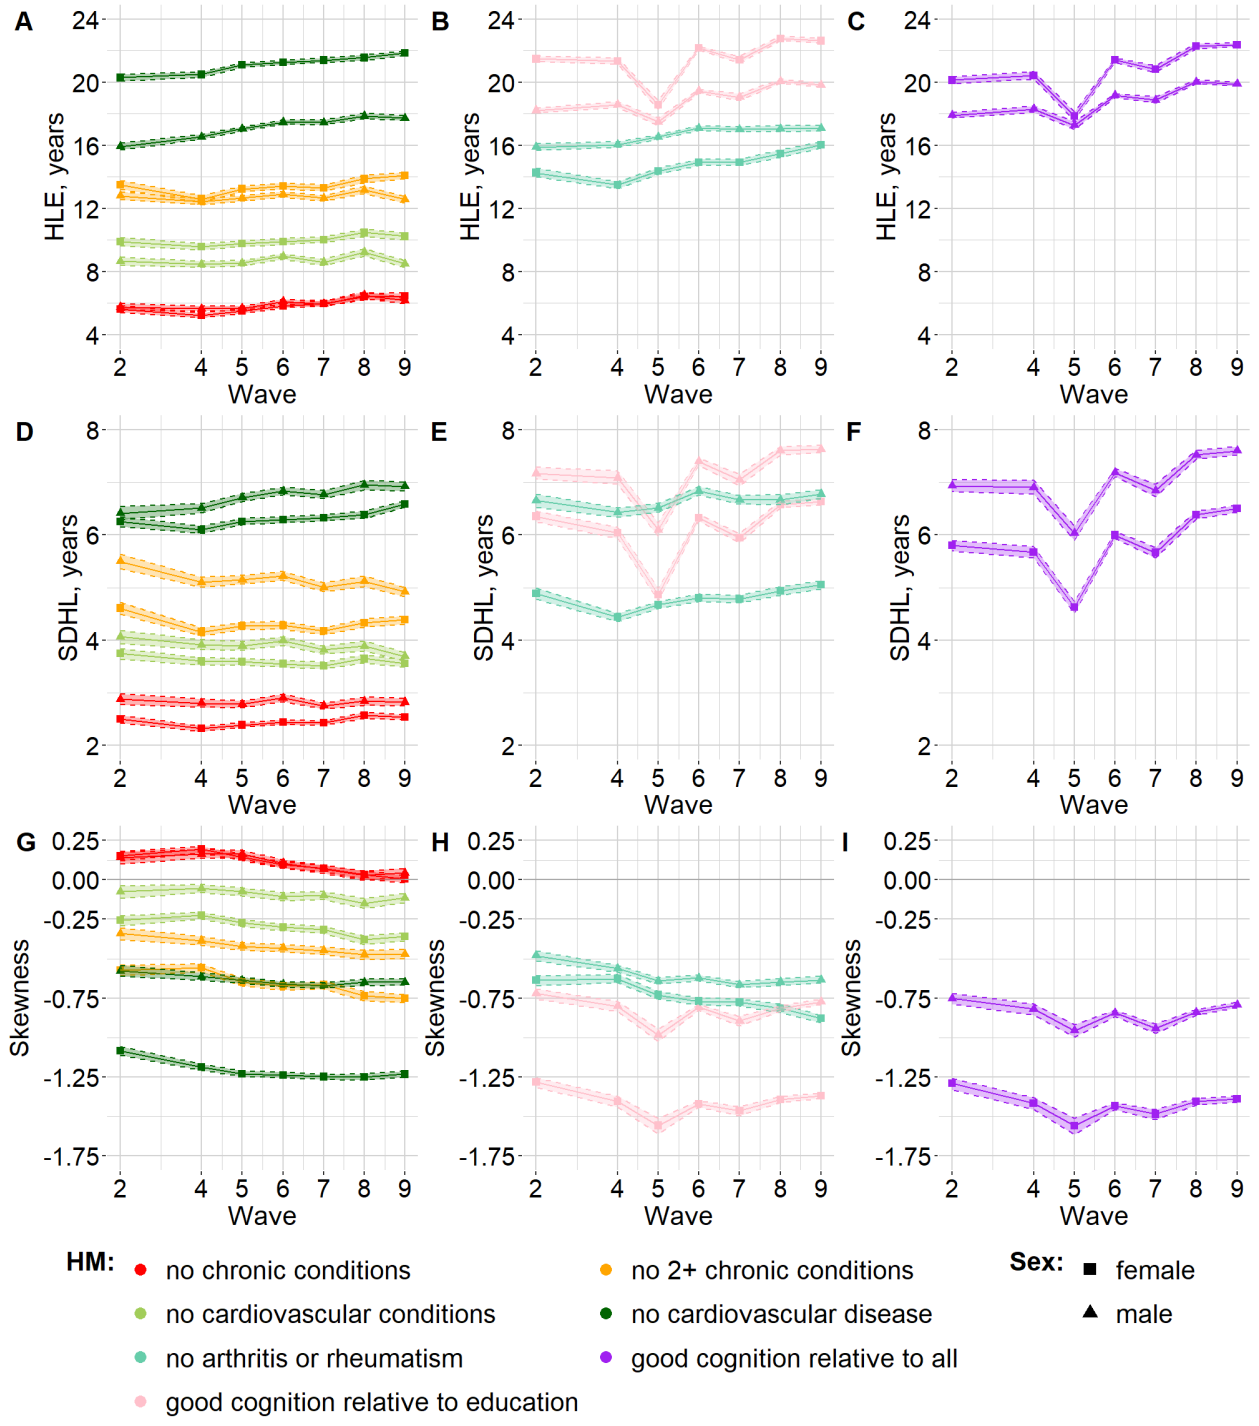 A
24
20
16
12
8
4
HLE, years
2 4 5 6 7 8 9
Wave
B
24
20
16
12
8
4
HLE, years
2 4 5 6 7 8 9
Wave
C
24
20
16
12
8
4
HLE, years
2 4 5 6 7 8 9
Wave
D
8
6
4
2
SDHL, years
2 4 5 6 7 8 9
Wave
E
8
6
4
2
SDHL, years
2 4 5 6 7 8 9
Wave
F
8
6
4
2
SDHL, years
2 4 5 6 7 8 9
Wave
G
0.25
0.00
-0.25
-0.75
-1.25
-1.75
Skewness
2 4 5 6 7 8 9
Wave
H
0.25
0.00
-0.25
-0.75
-1.25
-1.75
Skewness
2 4 5 6 7 8 9
Wave
I
0.25
0.00
-0.25
-0.75
-1.25
-1.75
Skewness
2 4 5 6 7 8 9
Wave
HM:
no chronic conditions
no cardiovascular conditions
no arthritis or rheumatism
good cognition relative to education
no 2+ chronic conditions
no cardiovascular disease
good cognition relative to all
Sex:
female
male